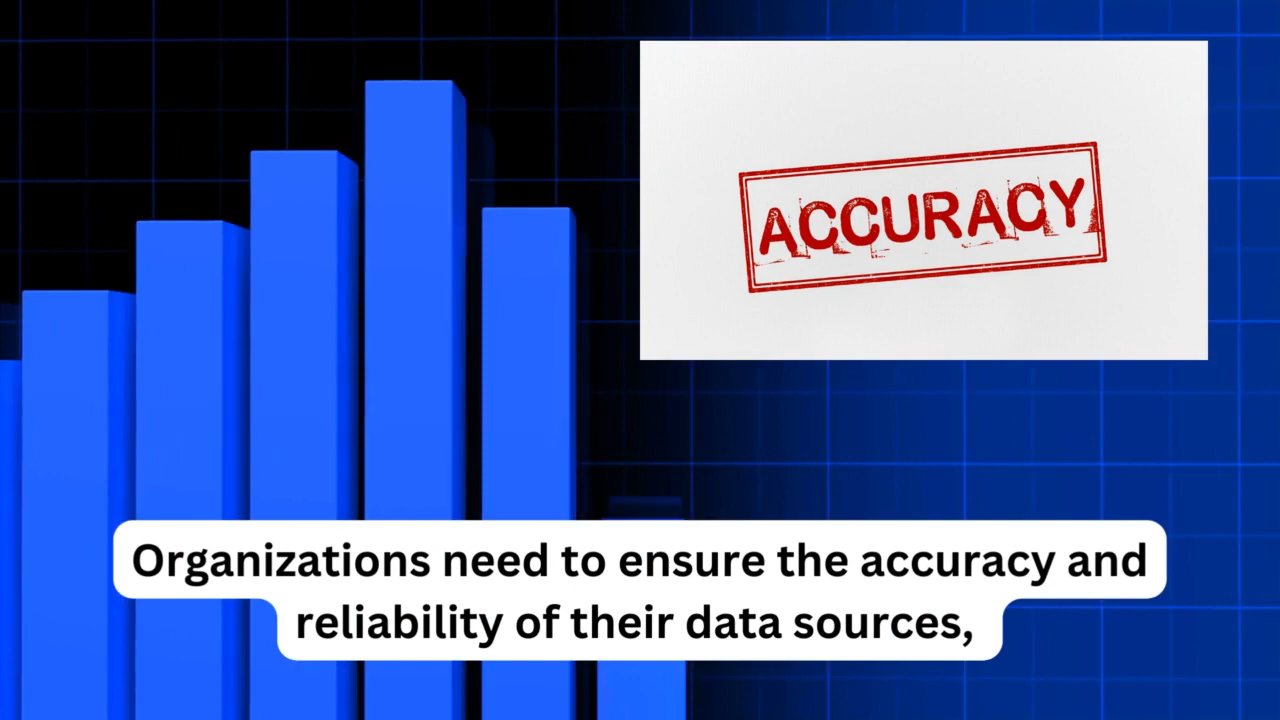 ACCURACY
Organizations need to ensure the accuracy and
reliability of their data sources,